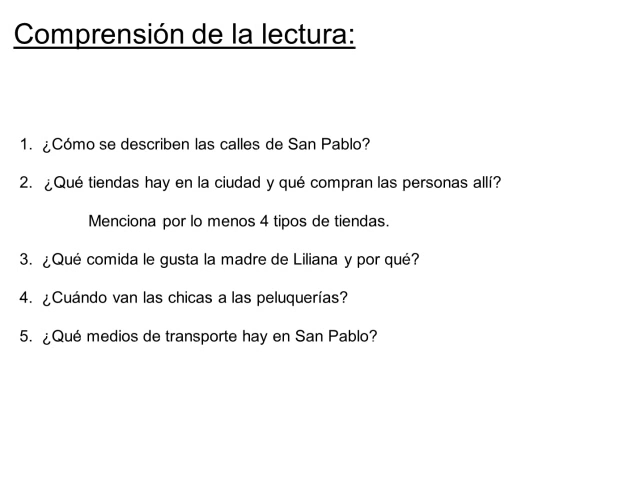 Comprensión de la lectura:
1. ¿Cómo se describen las calles de San Pablo?
2. ¿Qué tiendas hay en la ciudad y qué compran las personas allí?
Menciona por lo menos 4 tipos de tiendas.
3. ¿Qué comida le gusta la madre de Liliana y por qué?
4. ¿Cuándo van las chicas a las peluquerías?
5. ¿Qué medios de transporte hay en San Pablo?